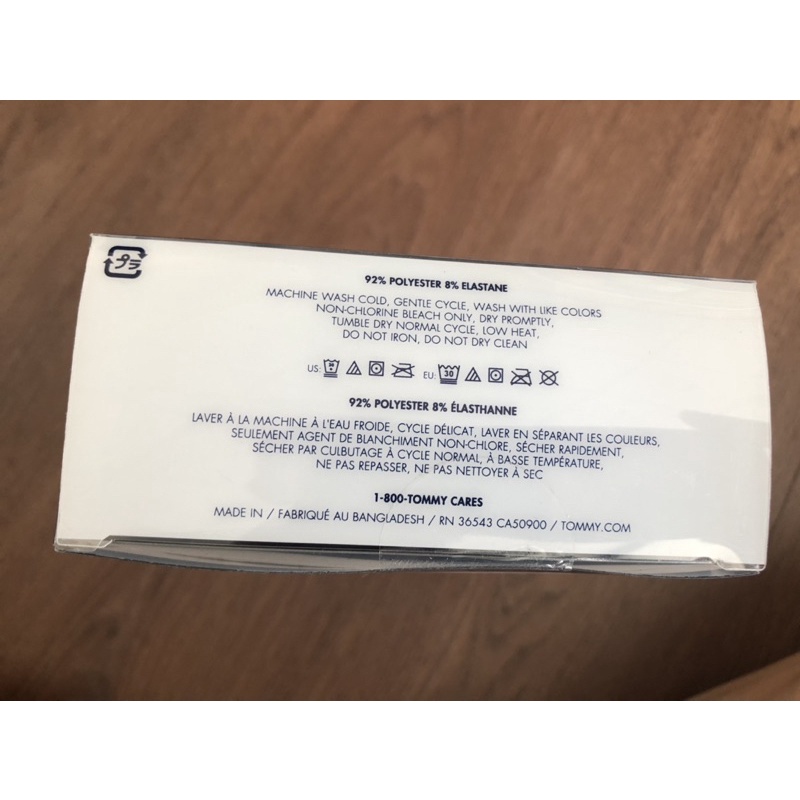 プラ
92% POLYESTER 8% ELASTANE
MACHINE WASH COLD, GENTLE CYCLE, WASH WITH LIKE COLORS
NON-CHLORINE BLEACH ONLY, DRY PROMPTLY,
TUMBLE DRY NORMAL CYCLE, LOW HEAT,
DO NOT IRON, DO NOT DRY CLEAN
US: EU: 30
92% POLYESTER 8% ÉLASTHANNE
LAVER À LA MACHINE À L'EAU FROIDE, CYCLE DÉLICAT, LAVER EN SÉPARANT LES COULEURS,
SEULEMENT AGENT DE BLANCHIMENT NON-CHLORE, SÉCHER RAPIDEMENT,
SÉCHER PAR CULBUTAGE À CYCLE NORMAL, À BASSE TEMPÉRATURE,
NE PAS REPASSER, NE PAS NETTOYER À SEC
1-800-TOMMY CARES
MADE IN / FABRIQUÉ AU BANGLADESH / RN 36543 CA50900 / TOMMY.COM